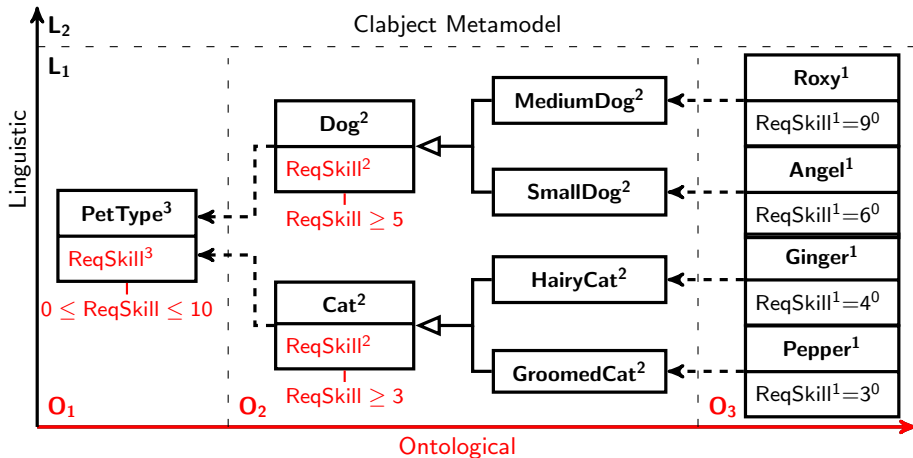 L₂
Clabject Metamodel
L₁
Linguistic
PetType³
ReqSkill³
0 ≤ ReqSkill ≤ 10
O₁
Dog²
ReqSkill²
ReqSkill ≥ 5
Cat²
ReqSkill²
ReqSkill ≥ 3
O₂
MediumDog²
SmallDog²
HairyCat²
GroomedCat²
O₃
Roxy¹
ReqSkill¹=9⁰
Angel¹
ReqSkill¹=6⁰
Ginger¹
ReqSkill¹=4⁰
Pepper¹
ReqSkill¹=3⁰
Ontological